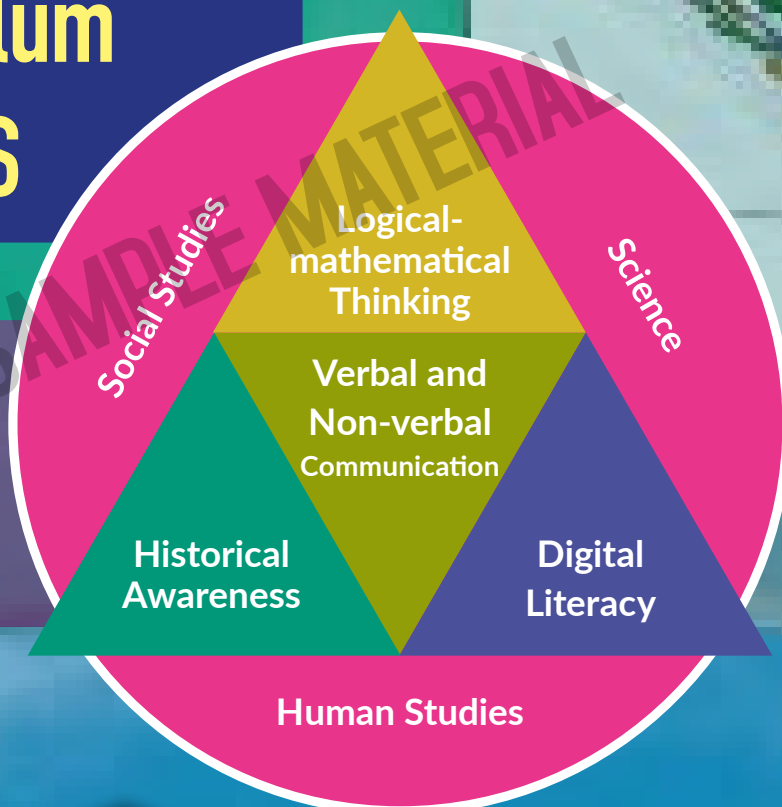 lum
S
SAMPLE MATERIAL
Social Studies
Science
Logical-
mathematical
Thinking
Verbal and
Non-verbal
Communication
Historical
Awareness
Digital
Literacy
Human Studies